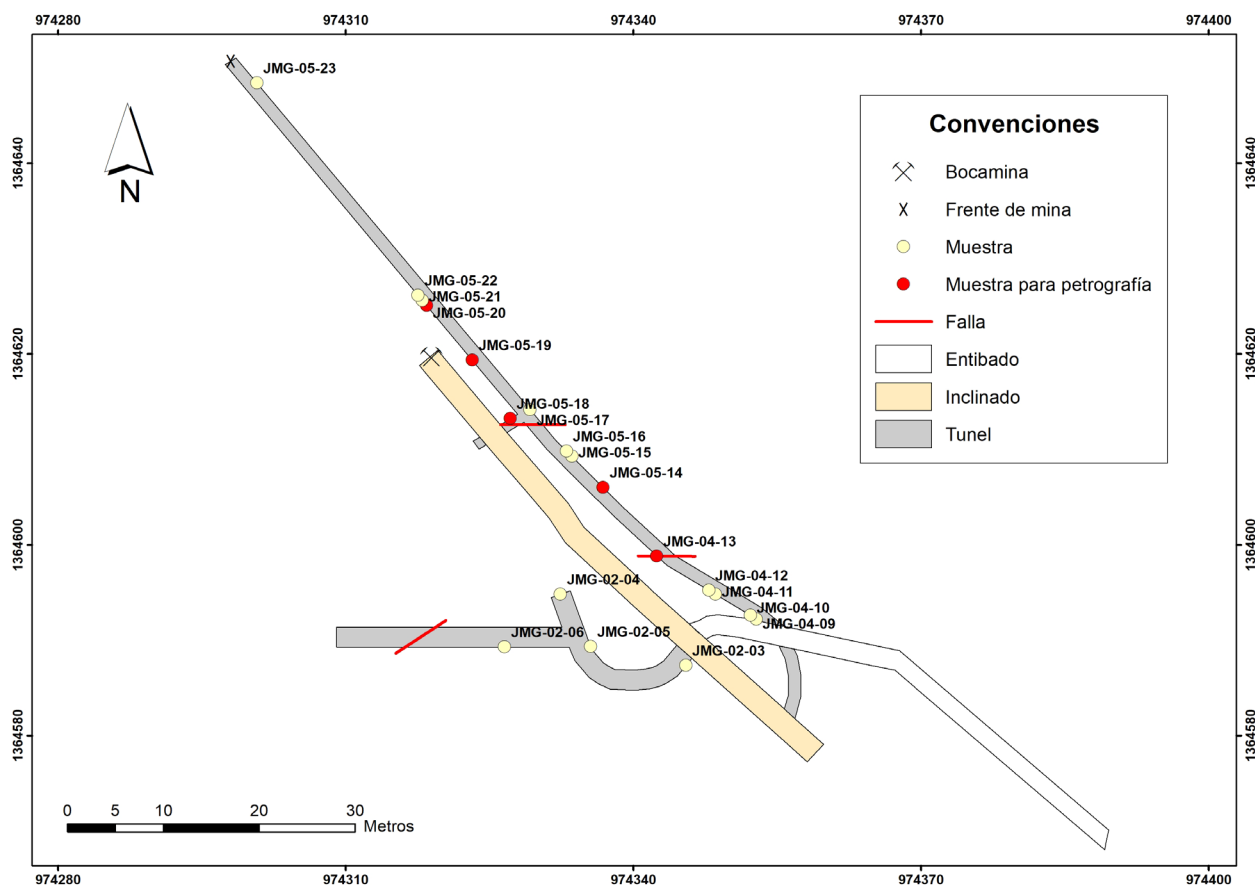 974280 974310 974340 974370 974400
1364640
1364620
1364600
1364580
1364640
1364620
1364600
1364580
N
JMG-05-23
JMG-05-22
JMG-05-21
JMG-05-20
JMG-05-19
JMG-05-18
JMG-05-17
JMG-05-16
JMG-05-15
JMG-05-14
JMG-04-13
JMG-04-12
JMG-04-11
JMG-04-10
JMG-04-09
JMG-02-04
JMG-02-06
JMG-02-05
JMG-02-03
Convenciones
Bocamina
Frente de mina
Muestra
Muestra para petrografía
Falla
Entibado
Inclinado
Tunel
0 5 10 20 30
Metros
974280 974310 974340 974370 974400